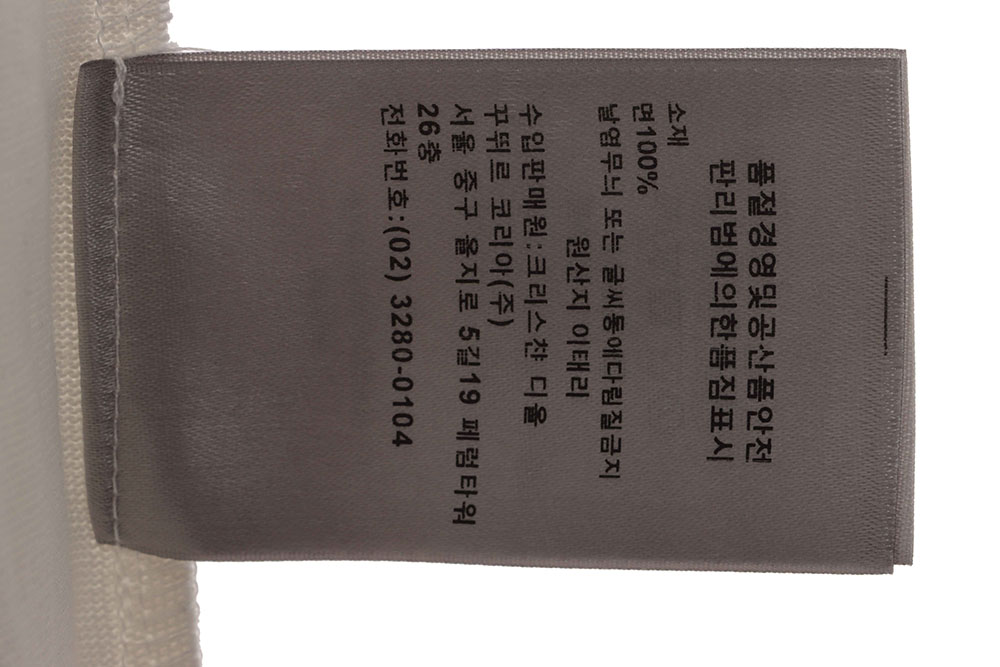 품절경영및공산품안전
판리범에의한품짐표시
소재
면100%
날염무늬 또는 글씨등에다림질금지
원산지 이태리
수입판매원:크리스챤 디올
꾸뛰르 코리아(주)
서울 중구 을지로 5길19 페럼타워
26층
전화번호:(02) 3280-0104